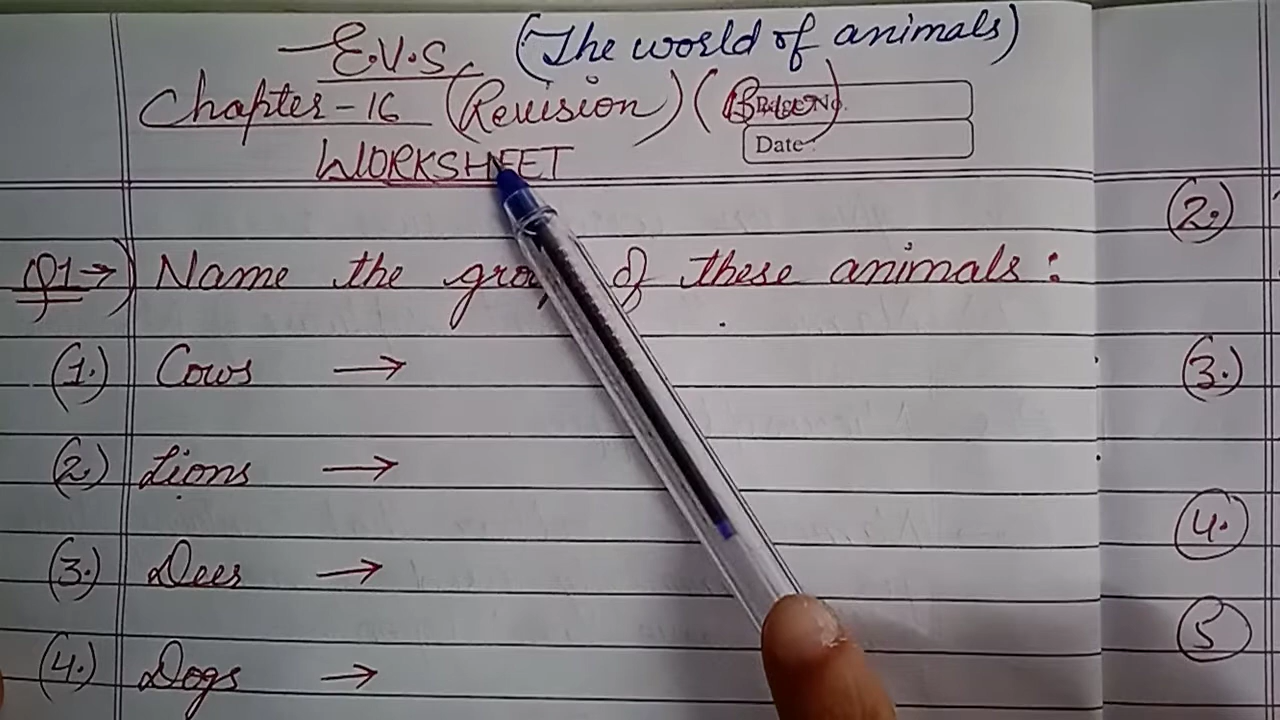 E.V.S. (The world of animals)
Chapter-16 (Revision) (
Date
WORKSHEET
Q1→) Name the group of these animals:
(1.) Cows →
(2.) Lions →
(3.) Deer →
(4.) Dogs →
(2.)
(3.)
(4.)
(5